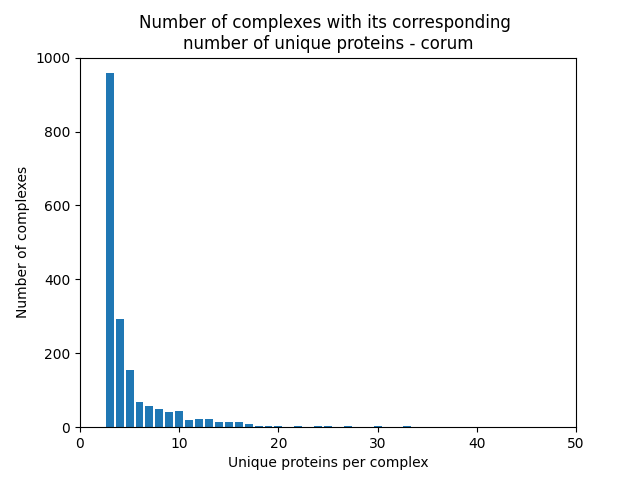 Number of complexes with its corresponding
number of unique proteins - corum
1000
800
600
400
200
0
Number of complexes
0 10 20 30 40 50
Unique proteins per complex